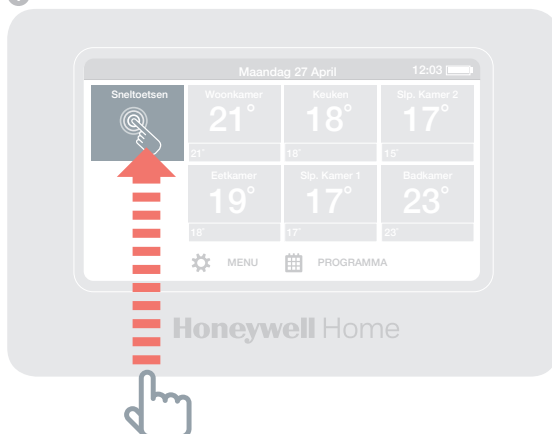 Maandag 27 April 12:03
Sneltoetsen Woonkamer Keuken Slp. Kamer 2
21° 18° 17°
21° 18° 15°
Eetkamer Slp. Kamer 1 Badkamer
19° 17° 23°
18° 17° 23°
MENU PROGRAMMA
Honeywell Home